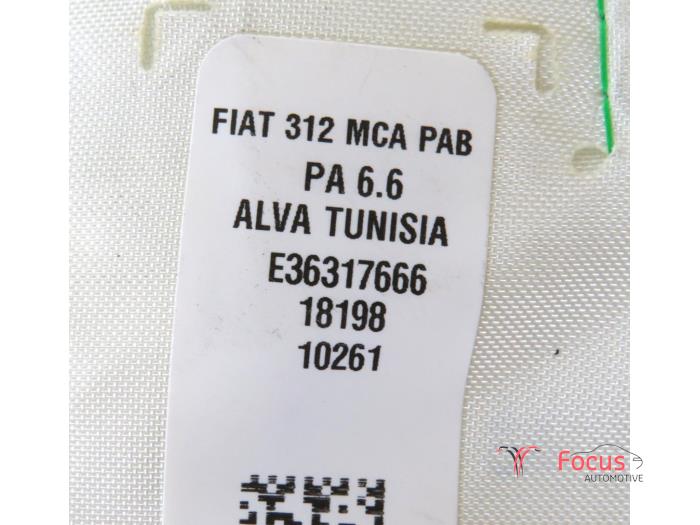 FIAT 312 MCA PAB
PA 6.6
ALVA TUNISIA
E36317666
18198
10261
Focus
AUTOMOTIVE